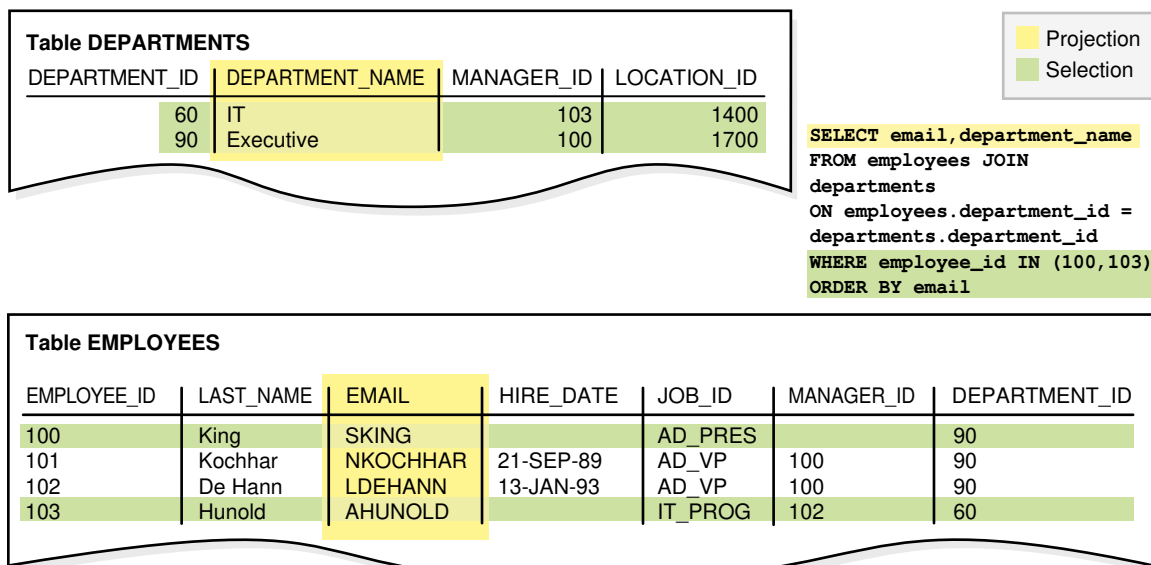 Table DEPARTMENTS
DEPARTMENT_ID DEPARTMENT_NAME MANAGER_ID LOCATION_ID
60 IT 103 1400
90 Executive 100 1700
Projection
Selection
SELECT email,department_name
FROM employees JOIN
departments
ON employees.department_id =
departments.department_id
WHERE employee_id IN (100,103)
ORDER BY email
Table EMPLOYEES
EMPLOYEE_ID LAST_NAME EMAIL HIRE_DATE JOB_ID MANAGER_ID DEPARTMENT_ID
100 King SKING AD_PRES 90
101 Kochhar NKOCHHAR 21-SEP-89 AD_VP 100 90
102 De Hann LDEHANN 13-JAN-93 AD_VP 100 90
103 Hunold AHUNOLD IT_PROG 102 60